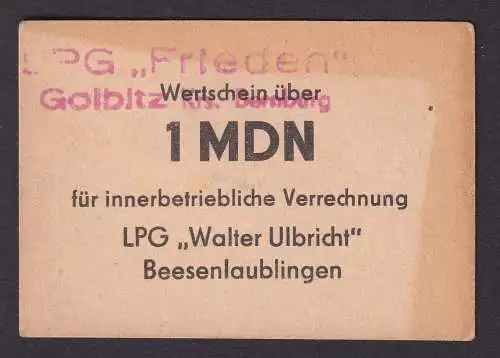 LPG „Frieden“
Wertschein über
Golbitz Krs. Bernburg
1 MDN
für innerbetriebliche Verrechnung
LPG „Walter Ulbricht“
Beesenlaublingen